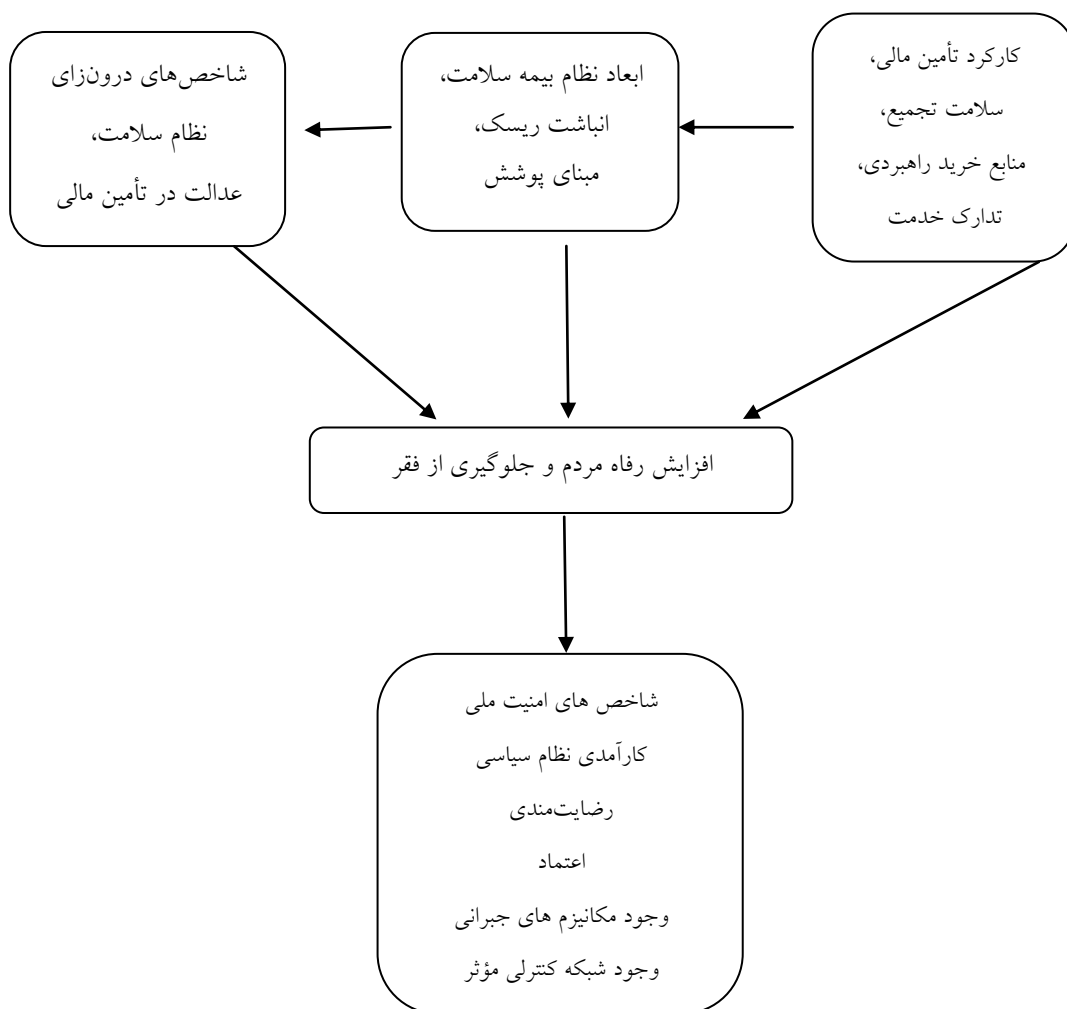 کارکرد تأمین مالی،
سلامت تجمیع،
منابع خرید راهبردی،
تدارک خدمت
ابعاد نظام بیمه سلامت،
انباشت ریسک،
مبنای پوشش
شاخص‌های درون‌زای
نظام سلامت،
عدالت در تأمین مالی
افزایش رفاه مردم و جلوگیری از فقر
شاخص های امنیت ملی
کارآمدی نظام سیاسی
رضایت‌مندی
اعتماد
وجود مکانیزم های جبرانی
وجود شبکه کنترلی مؤثر